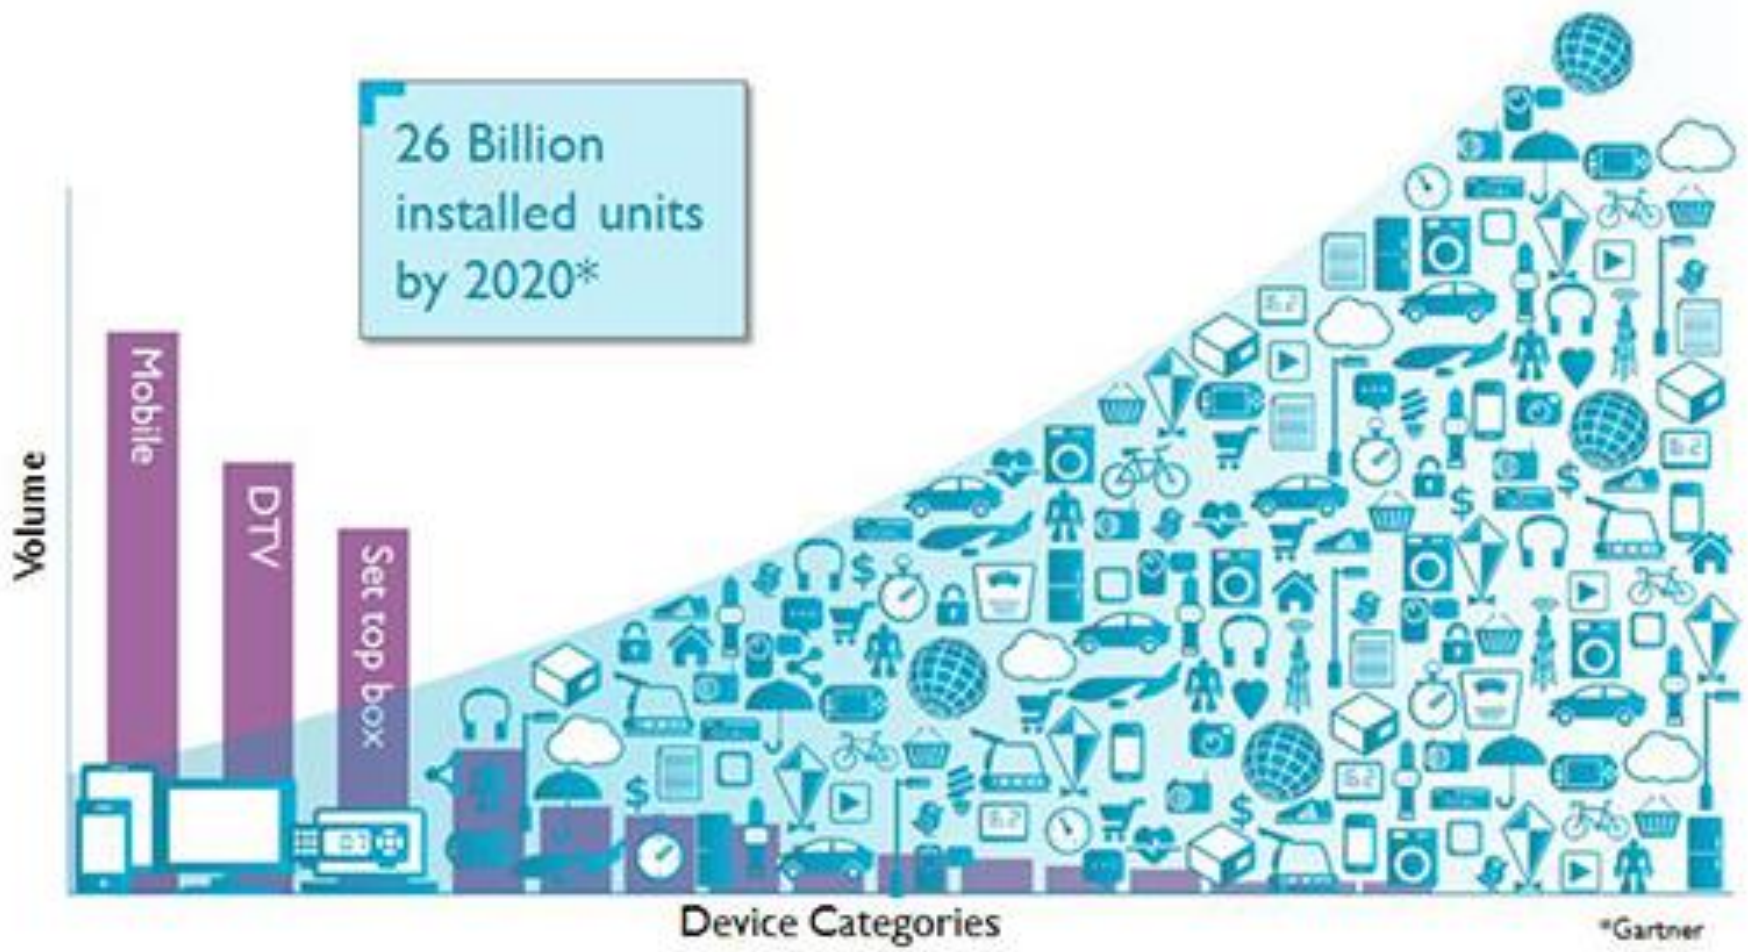 26 Billion
installed units
by 2020*
Mobile
DTV
Set top box
Volume
Device Categories
*Gartner